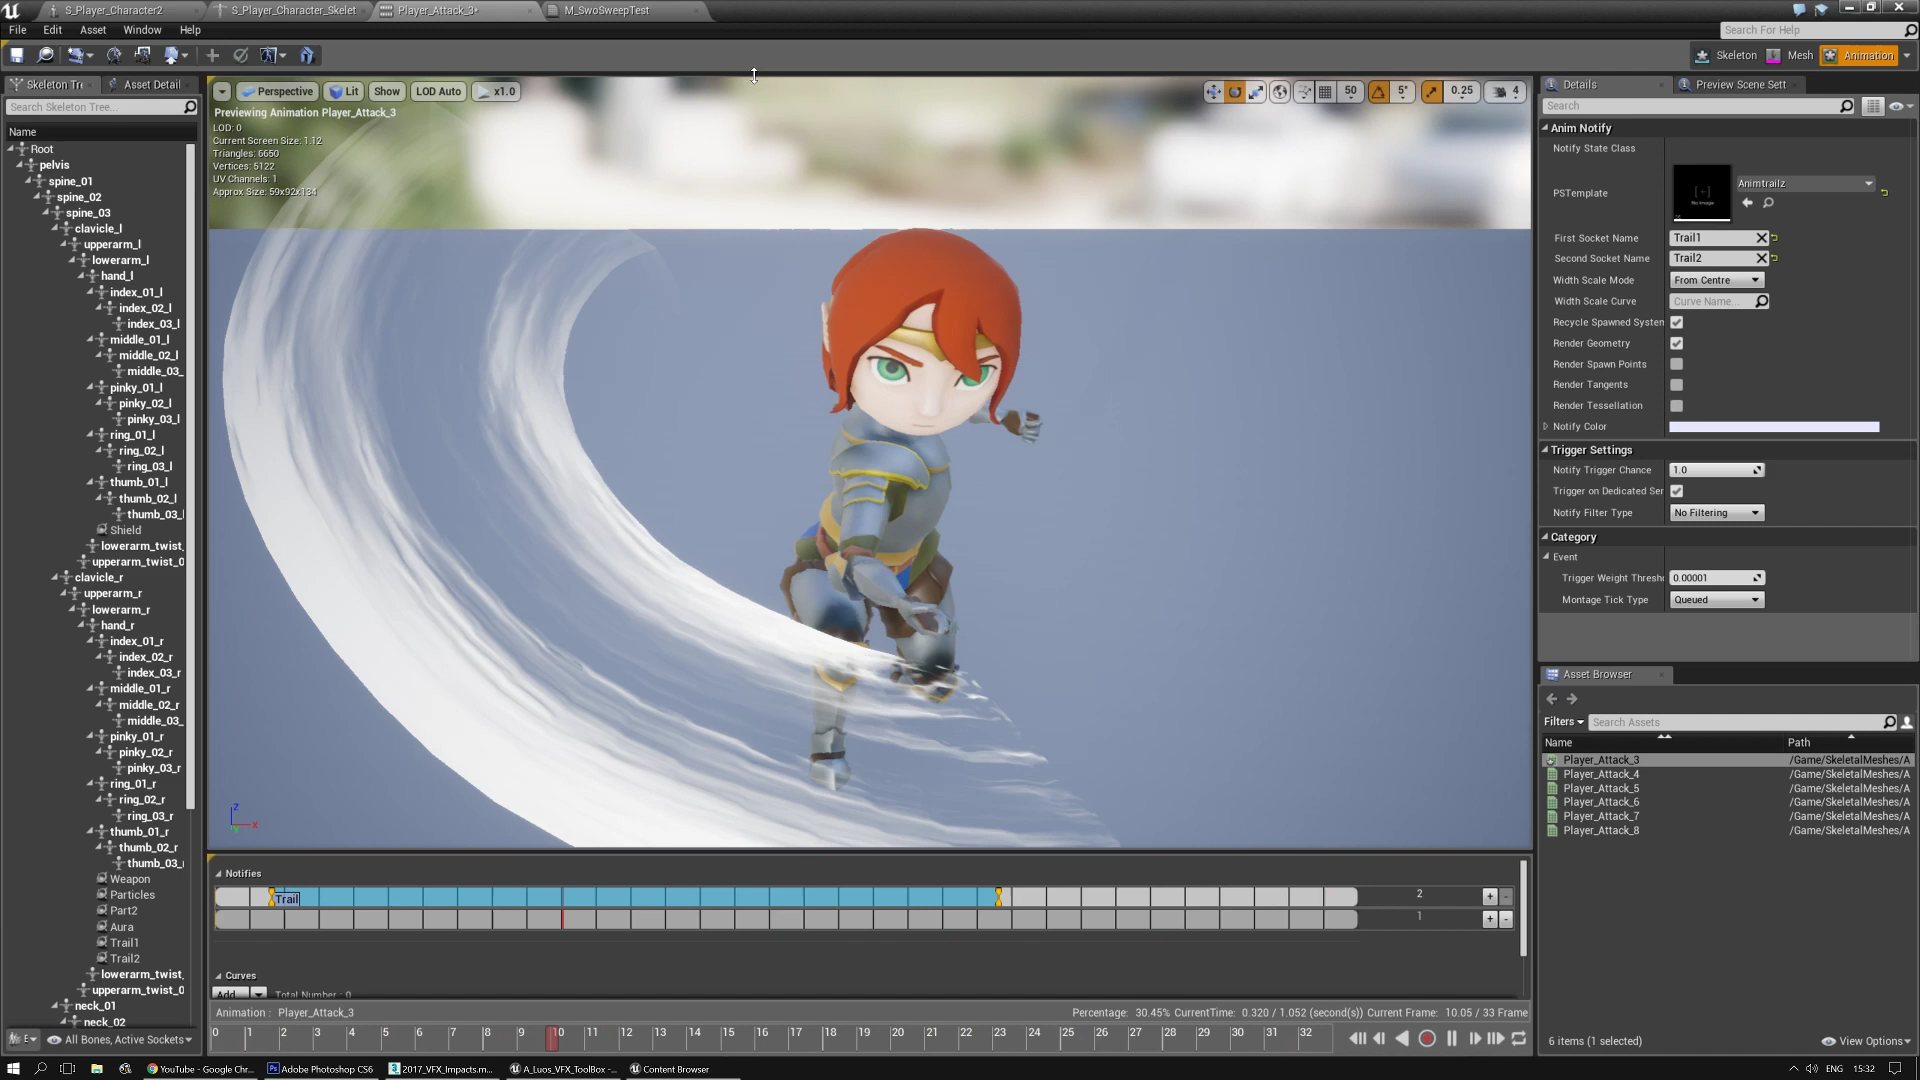 S_Player_Character2
S_Player_Character_Skelet
Player_Attack_3*
M_SwoSweepTest
File Edit Asset Window Help
Search For Help
Skeleton Mesh Animation
Skeleton Tre
Asset Detail
Search Skeleton Tree...
Name
Root
pelvis
spine_01
spine_02
spine_03
clavicle_l
upperarm_l
lowerarm_l
hand_l
index_01_l
index_02_l
index_03_l
middle_01_l
middle_02_l
middle_03_
pinky_01_l
pinky_02_l
pinky_03_l
ring_01_l
ring_02_l
ring_03_l
thumb_01_l
thumb_02_l
thumb_03_l
Shield
lowerarm_twist_
upperarm_twist_0
clavicle_r
upperarm_r
lowerarm_r
hand_r
index_01_r
index_02_r
index_03_r
middle_01_r
middle_02_r
middle_03_
pinky_01_r
pinky_02_r
pinky_03_r
ring_01_r
ring_02_r
ring_03_r
thumb_01_r
thumb_02_r
thumb_03_r
Weapon
Particles
Part2
Aura
Trail1
Trail2
lowerarm_twist_
upperarm_twist_0
neck_01
neck_02
All Bones, Active Sockets
Perspective Lit Show LOD Auto x1.0
50 5° 0.25 4
Previewing Animation Player_Attack_3
LOD: 0
Current Screen Size: 1.12
Triangles: 6650
Vertices: 5122
UV Channels: 1
Approx Size: 59x92x134
Z
X
Y
Notifies
Trail
2
1
Curves
Add
Total Number : 0
Animation : Player_Attack_3
Percentage: 30.45% CurrentTime: 0.320 / 1.052 (second(s)) Current Frame: 10.05 / 33 Frame
0 1 2 3 4 5 6 7 8 9 10 11 12 13 14 15 16 17 18 19 20 21 22 23 24 25 26 27 28 29 30 31 32
Details
Preview Scene Sett
Search
Anim Notify
Notify State Class
PSTemplate
No Image
Animtrailz
First Socket Name Trail1
Second Socket Name Trail2
Width Scale Mode From Centre
Width Scale Curve Curve Name...
Recycle Spawned System
Render Geometry
Render Spawn Points
Render Tangents
Render Tessellation
Notify Color
Trigger Settings
Notify Trigger Chance 1.0
Trigger on Dedicated Ser
Notify Filter Type No Filtering
Category
Event
Trigger Weight Thresho 0.00001
Montage Tick Type Queued
Asset Browser
Filters Search Assets
Name Path
Player_Attack_3 /Game/SkeletalMeshes/A
Player_Attack_4 /Game/SkeletalMeshes/A
Player_Attack_5 /Game/SkeletalMeshes/A
Player_Attack_6 /Game/SkeletalMeshes/A
Player_Attack_7 /Game/SkeletalMeshes/A
Player_Attack_8 /Game/SkeletalMeshes/A
6 items (1 selected)
View Options
YouTube - Google Chr...
Adobe Photoshop CS6
2017_VFX_Impacts.m...
A_Luos_VFX_ToolBox -...
Content Browser
ENG 15:32